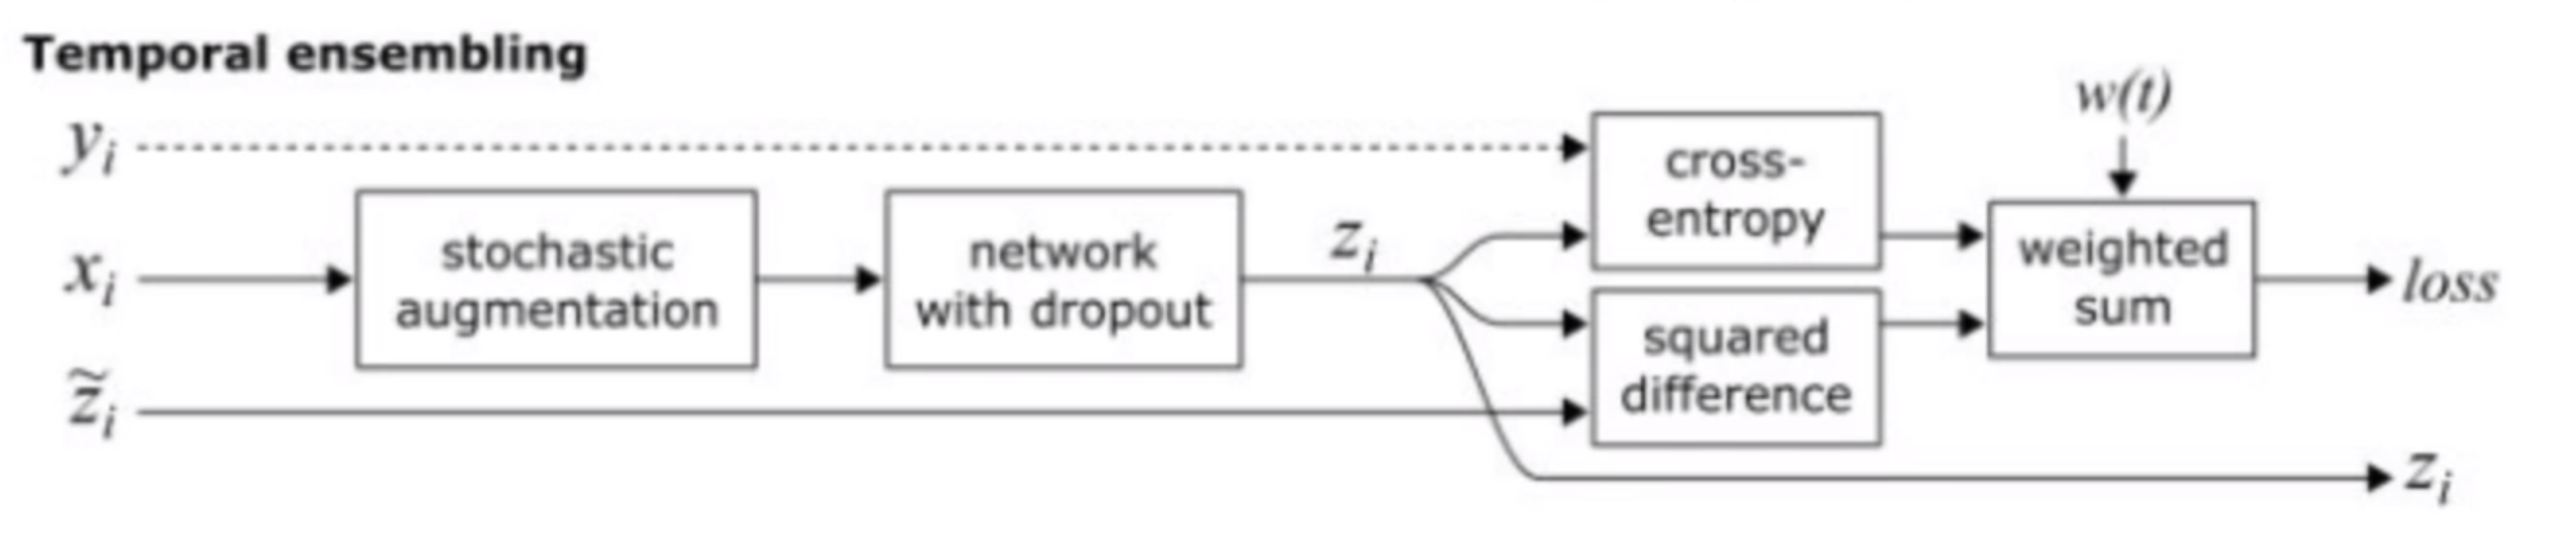 Temporal ensembling
w(t)
y_i
cross-
entropy
x_i
stochastic
augmentation
network
with dropout
z_i
weighted
sum
loss
squared
difference
z̃_i
z_i